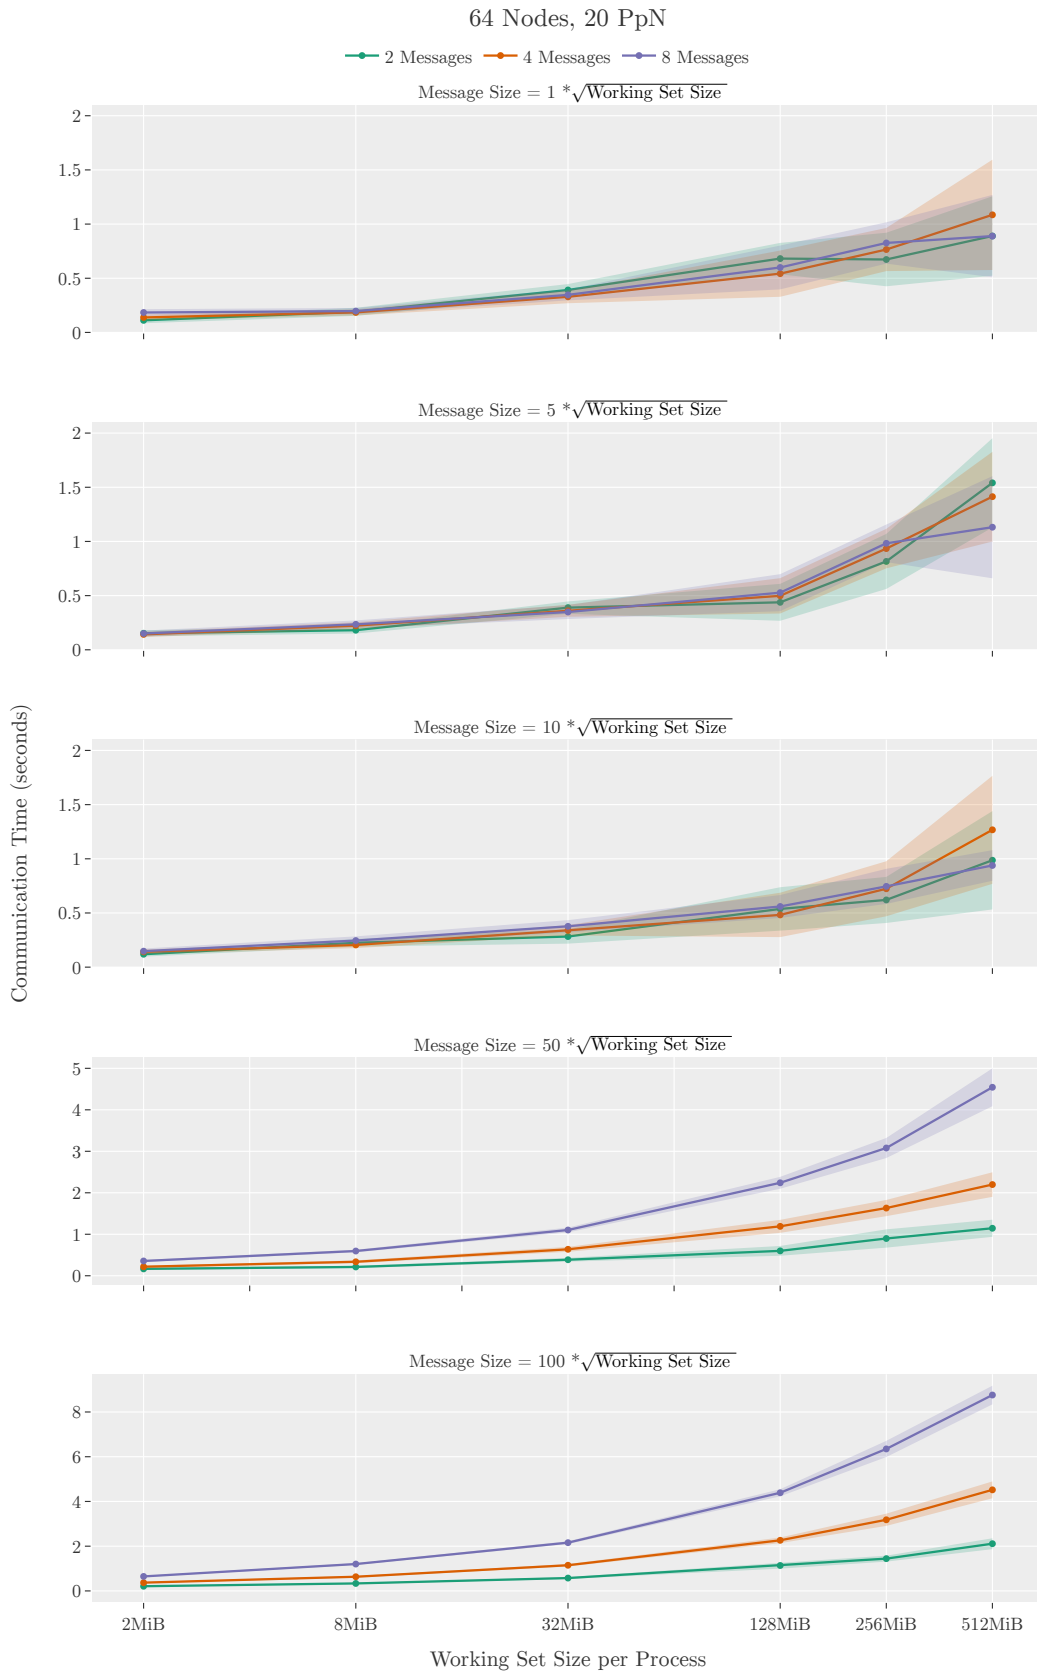 64 Nodes, 20 PpN
2 Messages 4 Messages 8 Messages
Message Size = 1 *√Working Set Size
2
1.5
1
0.5
0
Message Size = 5 *√Working Set Size
2
1.5
1
0.5
0
Message Size = 10 *√Working Set Size
2
1.5
1
0.5
0
Communication Time (seconds)
Message Size = 50 *√Working Set Size
5
4
3
2
1
0
Message Size = 100 *√Working Set Size
8
6
4
2
0
2MiB 8MiB 32MiB 128MiB 256MiB 512MiB
Working Set Size per Process